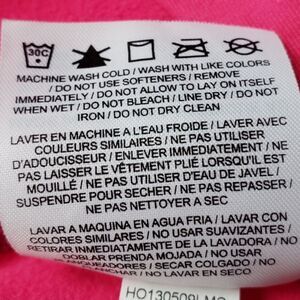 30C
MACHINE WASH COLD / WASH WITH LIKE COLORS
/ DO NOT USE SOFTENERS / REMOVE
IMMEDIATELY / DO NOT ALLOW TO LAY ON ITSELF
WHEN WET / DO NOT BLEACH / LINE DRY / DO NOT
IRON / DO NOT DRY CLEAN
LAVER EN MACHINE A L'EAU FROIDE / LAVER AVEC
COULEURS SIMILAIRES / NE PAS UTILISER
D'ADOUCISSEUR / ENLEVER IMMEDIATEMENT / NE
PAS LAISSER LE VÊTEMENT PLIÉ LORSQU'IL EST
MOUILLÉ / NE PAS UTILISER D'EAU DE JAVEL /
SUSPENDRE POUR SECHER / NE PAS REPASSER /
NE PAS NETTOYER A SEC
LAVAR A MAQUINA EN AGUA FRIA / LAVAR CON
COLORES SIMILARES / NO USAR SUAVIZANTES /
RETIRAR INMEDIATAMENTE DE LA LAVADORA / NO
DOBLAR PRENDA MOJADA / NO USAR
BLANQUEADORES / SECAR COLGADO / NO
PLANCHAR / NO LAVAR EN SECO
HO130509